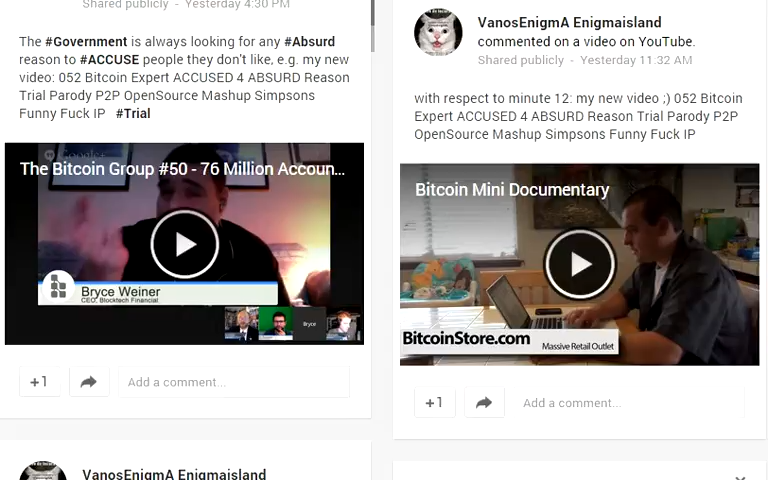 Shared publicly - Yesterday 4:30 PM
The #Government is always looking for any #Absurd
reason to #ACCUSE people they don't like, e.g. my new
video: 052 Bitcoin Expert ACCUSED 4 ABSURD Reason
Trial Parody P2P OpenSource Mashup Simpsons
Funny Fuck IP #Trial
The Bitcoin Group #50 - 76 Million Accoun...
Bryce Weiner
CEO, Blocktech Financial
Bryce
+1
Add a comment...
VanosEnigmA Enigmaisland
VanosEnigmA Enigmaisland
commented on a video on YouTube.
Shared publicly - Yesterday 11:32 AM
with respect to minute 12: my new video ;) 052 Bitcoin
Expert ACCUSED 4 ABSURD Reason Trial Parody P2P
OpenSource Mashup Simpsons Funny Fuck IP
Bitcoin Mini Documentary
BitcoinStore.com Massive Retail Outlet
+1
Add a comment...